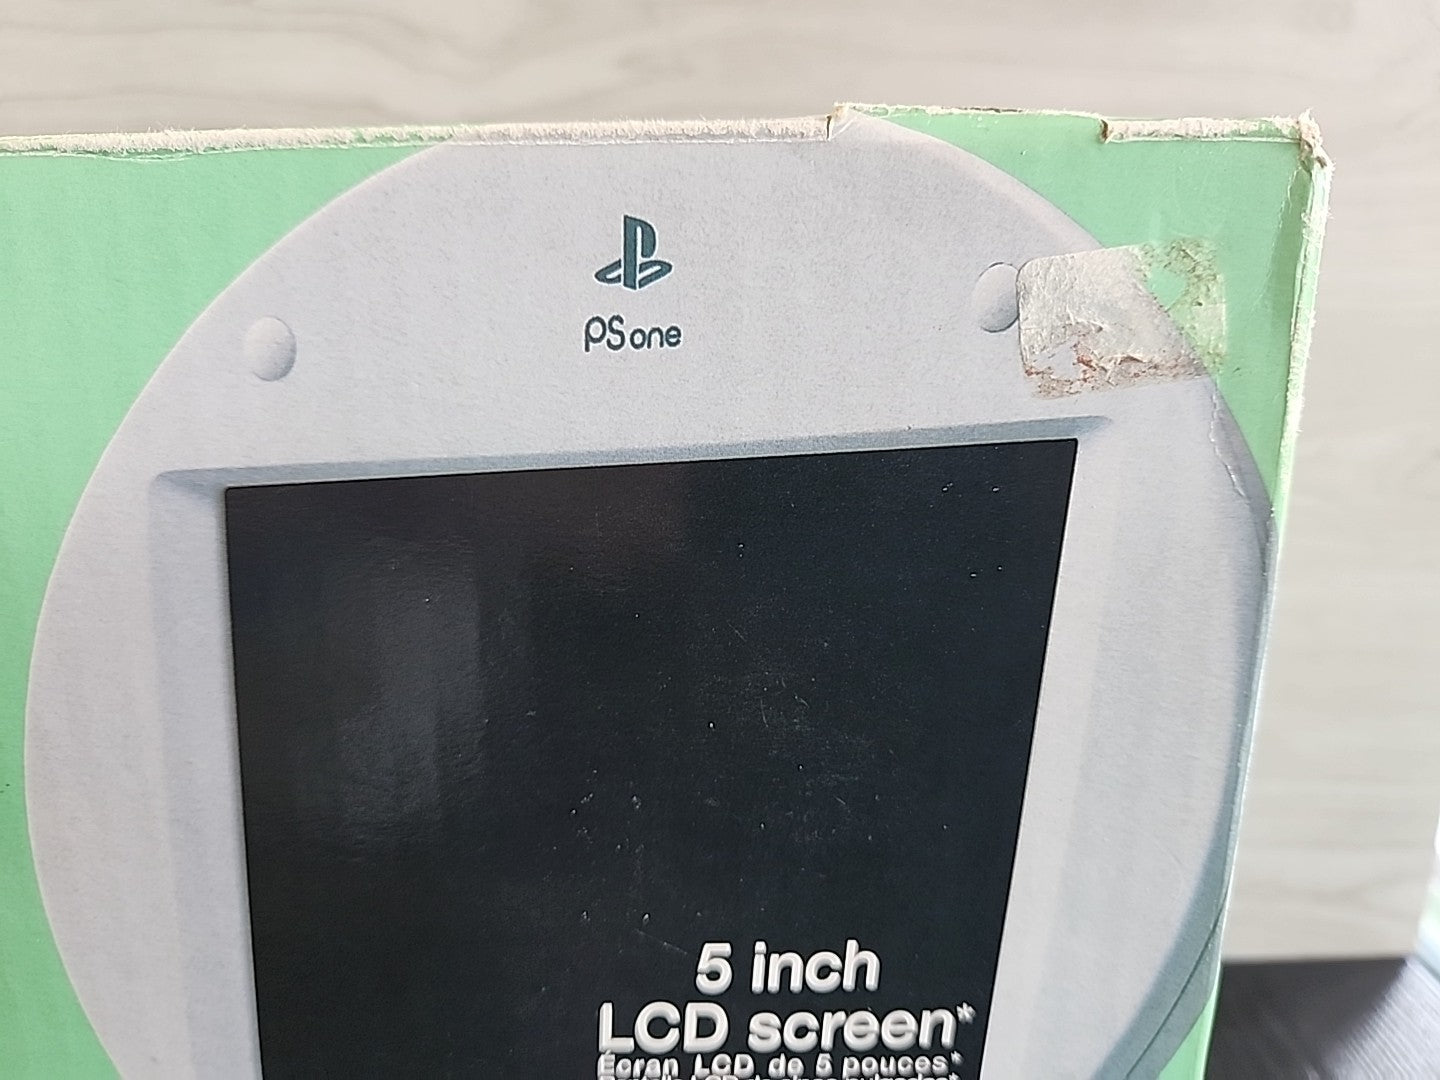 PS one
5 inch
LCD screen*
Écran LCD de 5 pouces*